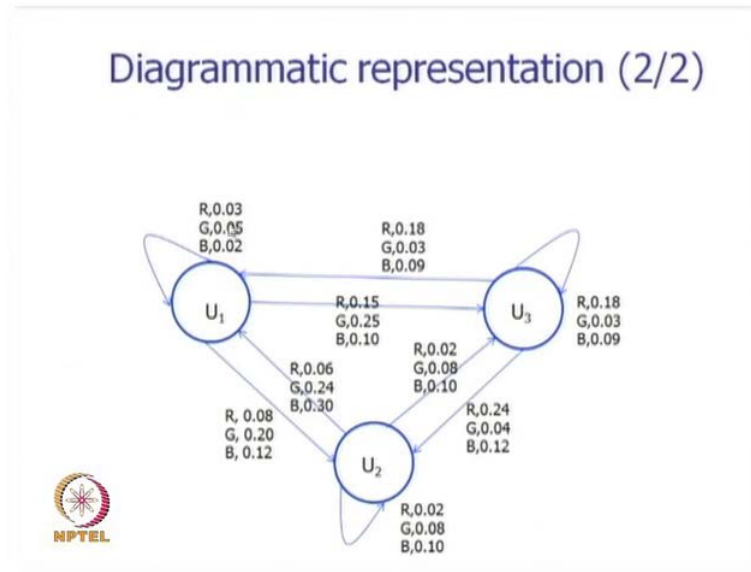 Diagrammatic representation (2/2)
R,0.03
G,0.05
B,0.02
R,0.18
G,0.03
B,0.09
U1
R,0.15
G,0.25
B,0.10
U3
R,0.18
G,0.03
B,0.09
R,0.06
G,0.24
B,0.30
R,0.02
G,0.08
B,0.10
R, 0.08
G, 0.20
B, 0.12
R,0.24
G,0.04
B,0.12
U2
R,0.02
G,0.08
B,0.10
NPTEL